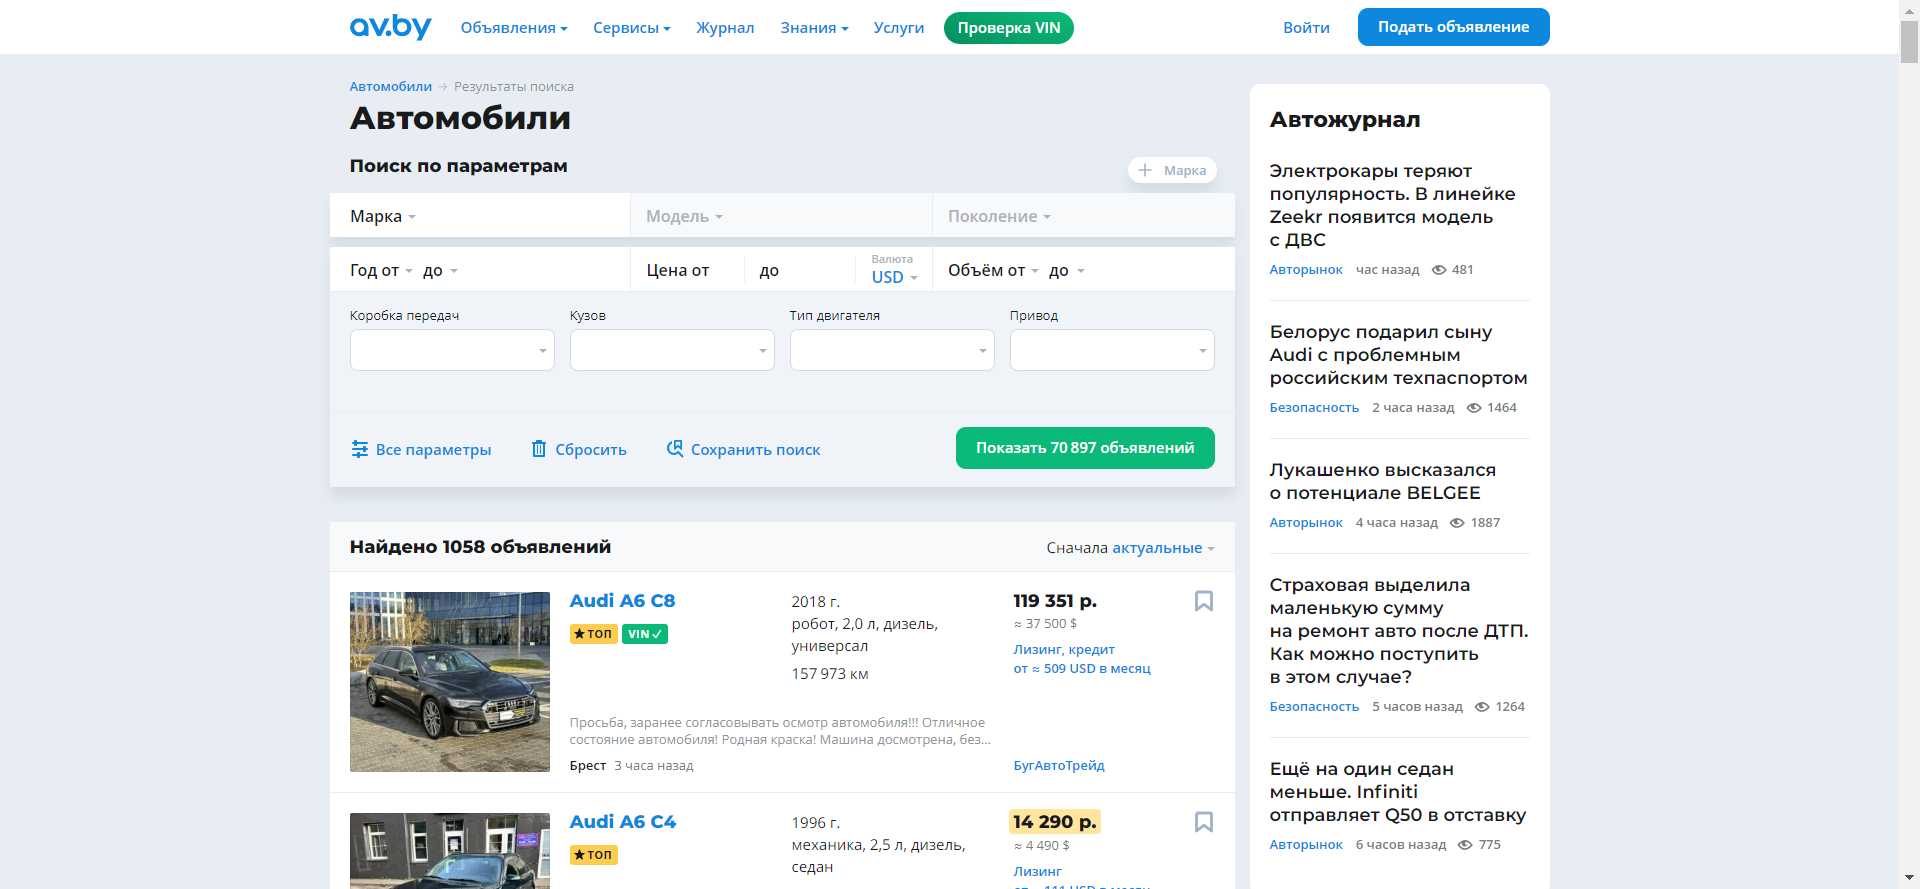 av.by
Объявления
Сервисы
Журнал
Знания
Услуги
Проверка VIN
Войти
Подать объявление
Автомобили → Результаты поиска
Автомобили
Поиск по параметрам
Марка
Марка
Модель
Поколение
Год от
до
Цена от
до
Валюта
USD
Объём от
до
Коробка передач
Кузов
Тип двигателя
Привод
Все параметры
Сбросить
Сохранить поиск
Показать 70 897 объявлений
Найдено 1058 объявлений
Сначала актуальные
Audi A6 C8
ТОП
VIN
2018 г.
робот, 2,0 л, дизель,
универсал
157 973 км
119 351 р.
≈ 37 500 $
Лизинг, кредит
от ≈ 509 USD в месяц
Просьба, заранее согласовывать осмотр автомобиля!!! Отличное
состояние автомобиля! Родная краска! Машина досмотрена, без...
Брест 3 часа назад
БугАвтоТрейд
Audi A6 C4
ТОП
1996 г.
механика, 2,5 л, дизель,
седан
14 290 р.
≈ 4 490 $
Лизинг
от ≈ 111 USD в месяц
Автожурнал
Электрокары теряют
популярность. В линейке
Zeekr появится модель
с ДВС
Авторынок час назад 481
Белорус подарил сыну
Audi с проблемным
российским техпаспортом
Безопасность 2 часа назад 1464
Лукашенко высказался
о потенциале BELGEE
Авторынок 4 часа назад 1887
Страховая выделила
маленькую сумму
на ремонт авто после ДТП.
Как можно поступить
в этом случае?
Безопасность 5 часов назад 1264
Ещё на один седан
меньше. Infiniti
отправляет Q50 в отставку
Авторынок 6 часов назад 775